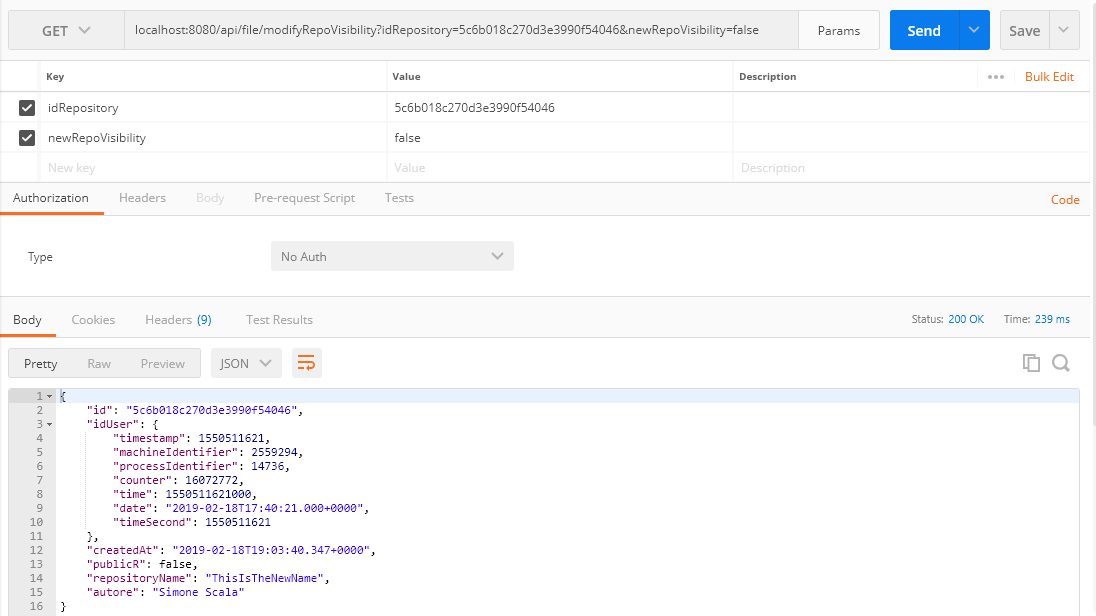 GET localhost:8080/api/file/modifyRepoVisibility?idRepository=5c6b018c270d3e3990f54046&newRepoVisibility=false Params Send Save
Key Value Description ••• Bulk Edit
idRepository 5c6b018c270d3e3990f54046
newRepoVisibility false
New key Value Description
Authorization Headers Body Pre-request Script Tests Code
Type No Auth
Body Cookies Headers (9) Test Results Status: 200 OK Time: 239 ms
Pretty Raw Preview JSON
1 {
2 "id": "5c6b018c270d3e3990f54046",
3 "idUser": {
4 "timestamp": 1550511621,
5 "machineIdentifier": 2559294,
6 "processIdentifier": 14736,
7 "counter": 16072772,
8 "time": 1550511621000,
9 "date": "2019-02-18T17:40:21.000+0000",
10 "timeSecond": 1550511621
11 },
12 "createdAt": "2019-02-18T19:03:40.347+0000",
13 "publicR": false,
14 "repositoryName": "ThisIsTheNewName",
15 "autore": "Simone Scala"
16 }